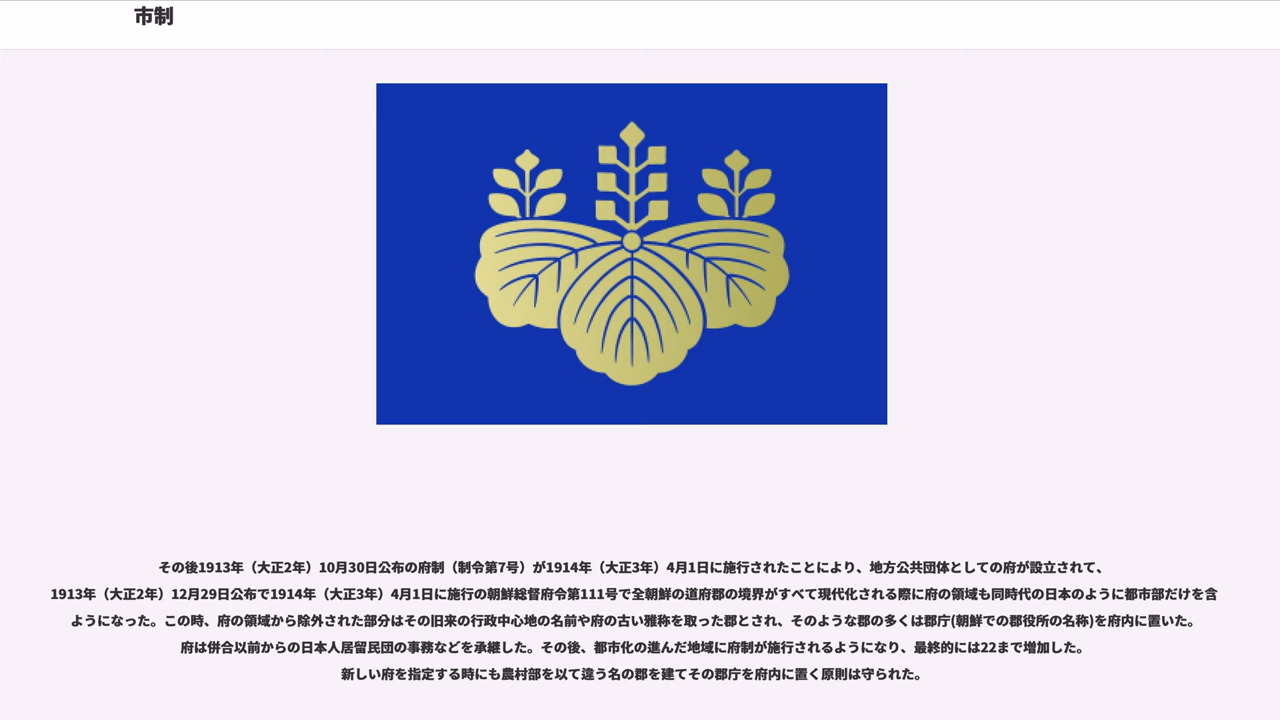 市制
その後1913年（大正2年）10月30日公布の府制（制令第7号）が1914年（大正3年）4月1日に施行されたことにより、地方公共団体としての府が設立されて、
1913年（大正2年）12月29日公布で1914年（大正3年）4月1日に施行の朝鮮総督府令第111号で全朝鮮の道府郡の境界がすべて現代化される際に府の領域も同時代の日本のように都市部だけを含
ようになった。この時、府の領域から除外された部分はその旧来の行政中心地の名前や府の古い雅称を取った郡とされ、そのような郡の多くは郡庁(朝鮮での郡役所の名称)を府内に置いた。
府は併合以前からの日本人居留民団の事務などを承継した。その後、都市化の進んだ地域に府制が施行されるようになり、最終的には22まで増加した。
新しい府を指定する時にも農村部を以て違う名の郡を建てその郡庁を府内に置く原則は守られた。